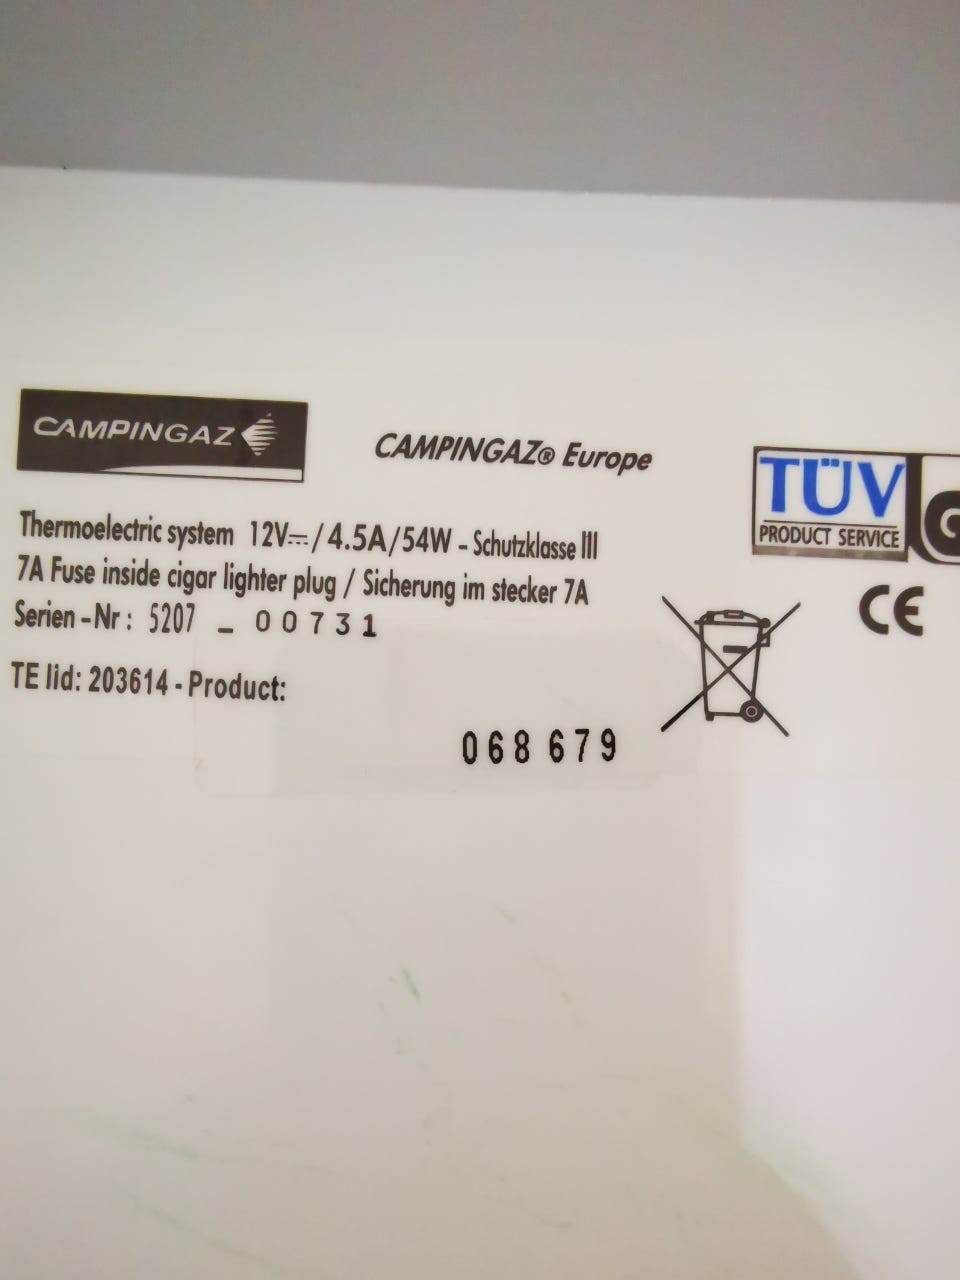 CAMPINGAZ
CAMPINGAZ® Europe
TÜV
PRODUCT SERVICE
G
Thermoelectric system 12V⎓/4.5A/54W - Schutzklasse III
7A Fuse inside cigar lighter plug / Sicherung im stecker 7A
CE
Serien-Nr: 5207 _ 00731
TE lid: 203614 - Product:
068 679